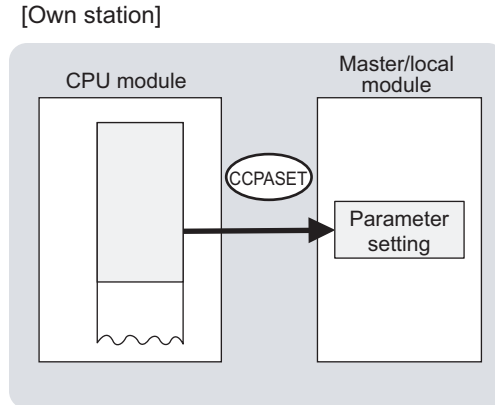 [Own station]
CPU module
Master/local
module
CCPASET
Parameter
setting